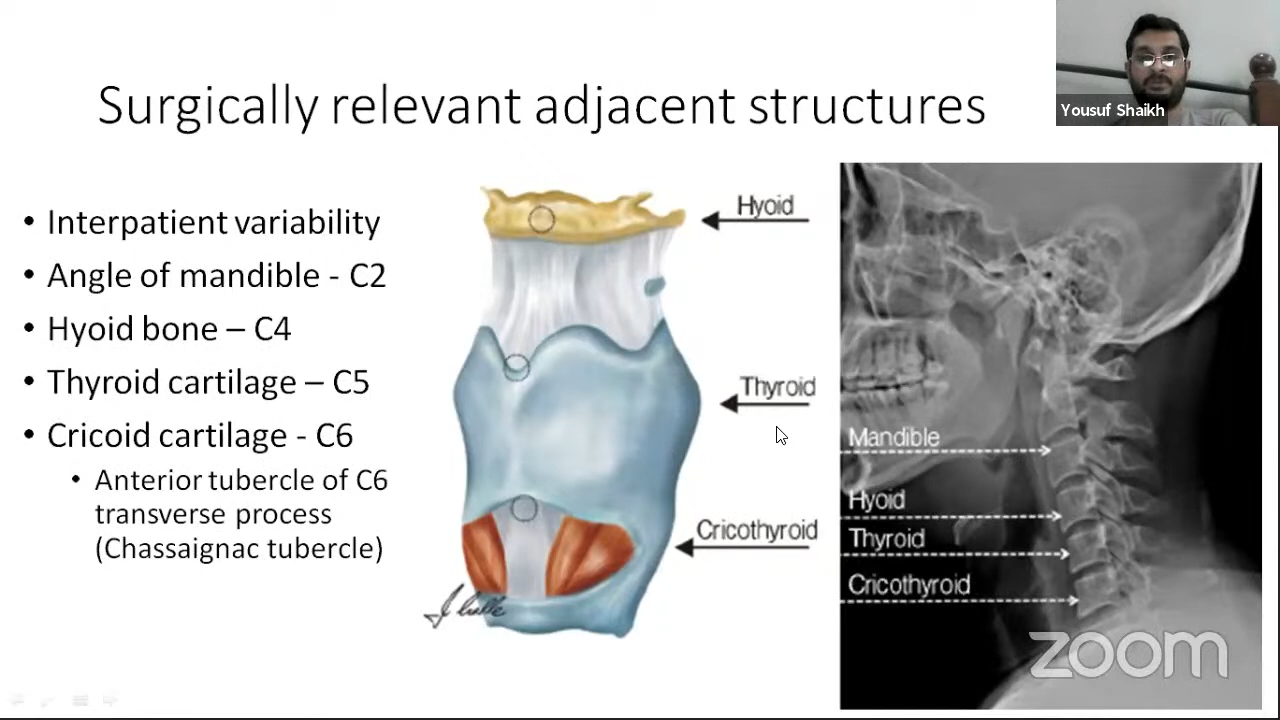 Surgically relevant adjacent structures
Yousuf Shaikh
• Interpatient variability
• Angle of mandible - C2
• Hyoid bone – C4
• Thyroid cartilage – C5
• Cricoid cartilage - C6
• Anterior tubercle of C6
transverse process
(Chassaignac tubercle)
Hyoid
Thyroid
Cricothyroid
Mandible
Hyoid
Thyroid
Cricothyroid
zoom